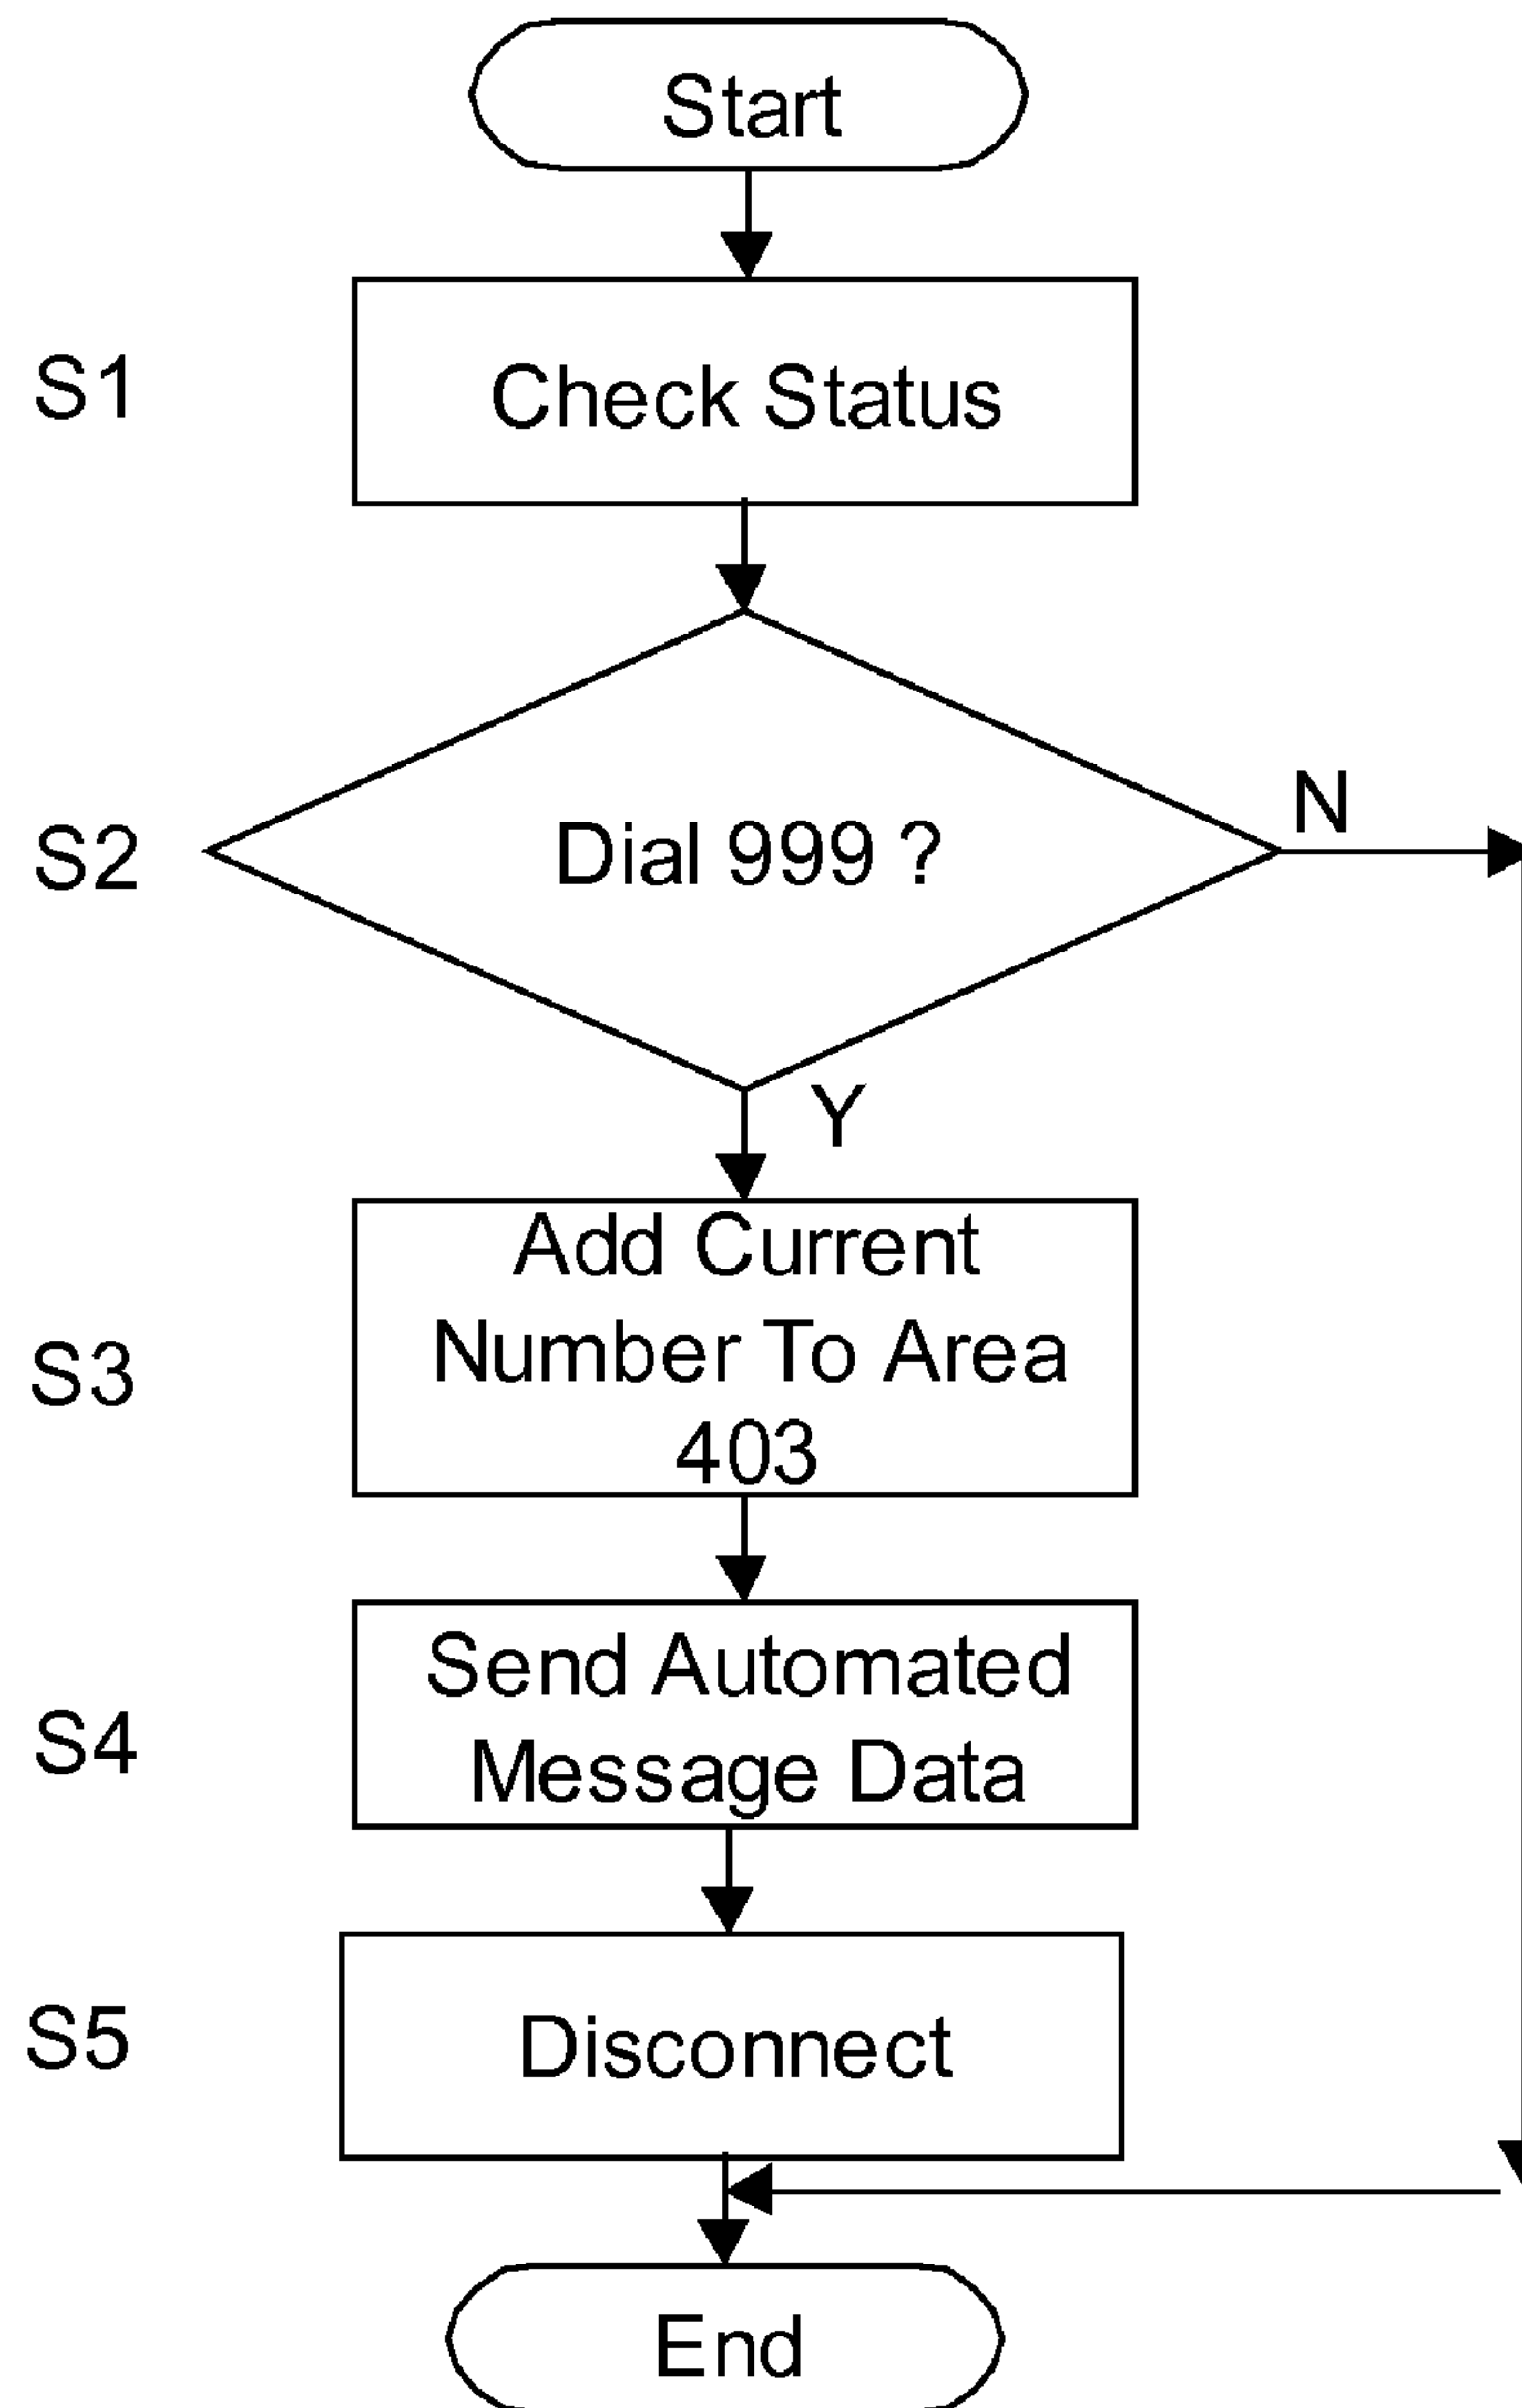 Start
S1
Check Status
S2
Dial 999 ?
N
Y
S3
Add Current
Number To Area
403
S4
Send Automated
Message Data
S5
Disconnect
End